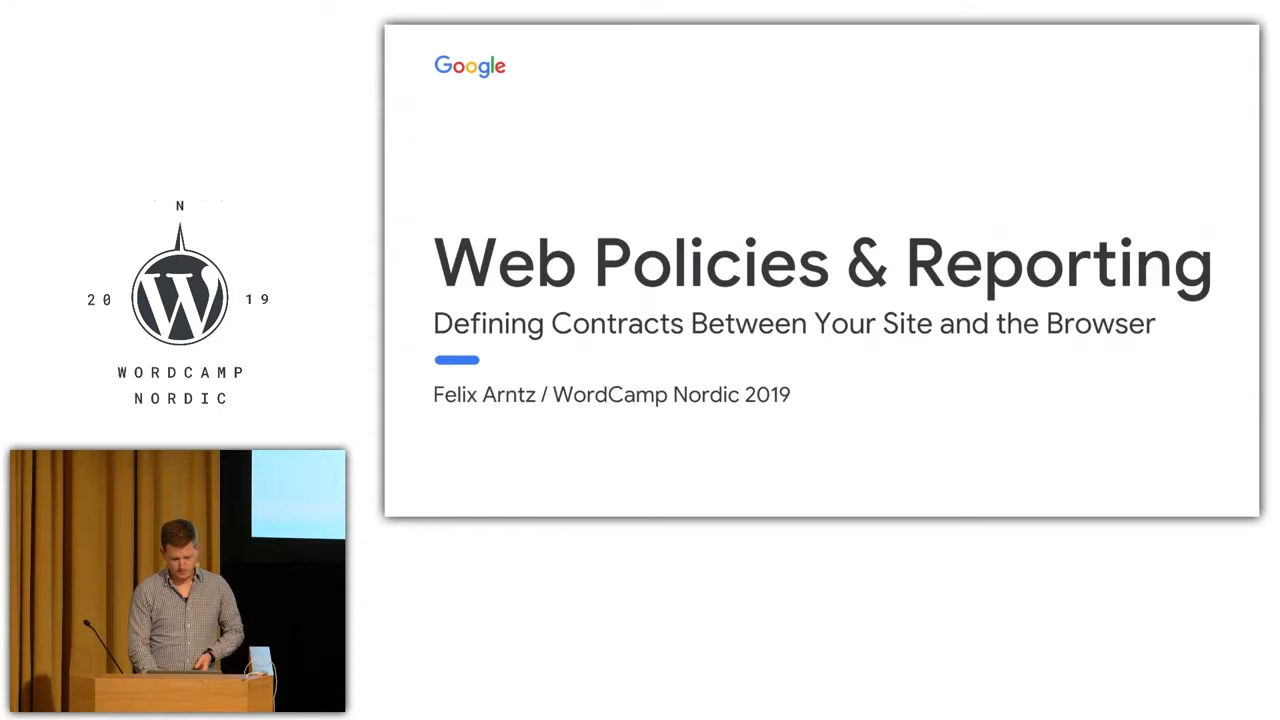 N
20 19
WORDCAMP
NORDIC
Google
Web Policies & Reporting
Defining Contracts Between Your Site and the Browser
Felix Arntz / WordCamp Nordic 2019